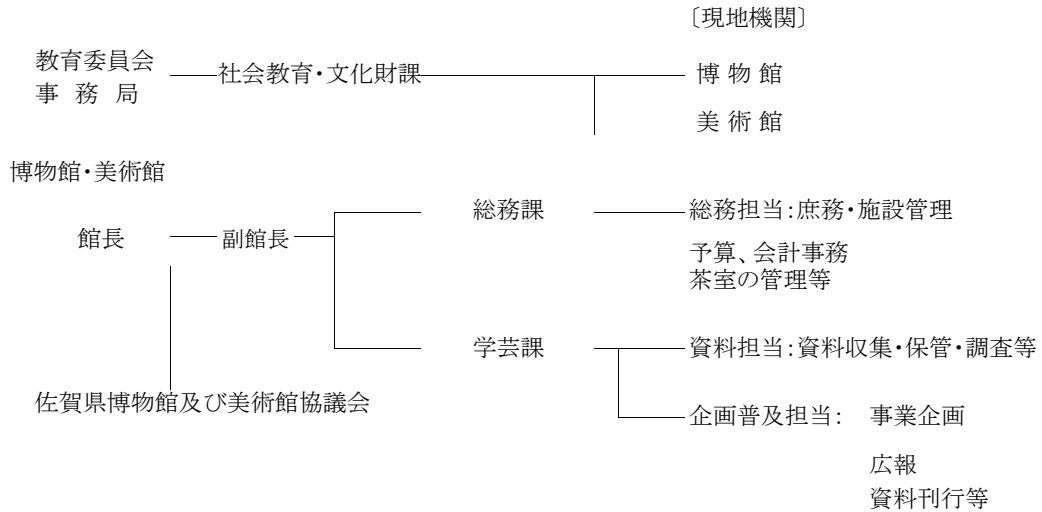 〔現地機関〕
教育委員会
事 務 局
社会教育・文化財課
博 物 館
美 術 館
博物館・美術館
館長
副館長
総務課
総務担当：庶務・施設管理
予算、会計事務
茶室の管理等
学芸課
資料担当：資料収集・保管・調査等
企画普及担当： 事業企画
広報
資料刊行等
佐賀県博物館及び美術館協議会